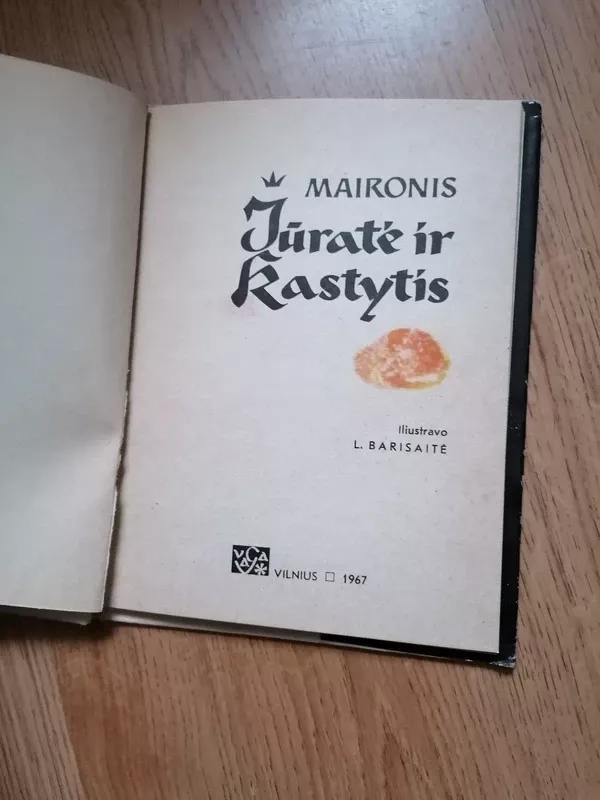 MAIRONIS
Jūratė ir
Kastytis
Iliustravo
L. BARISAITĖ
VAGA
VILNIUS □ 1967